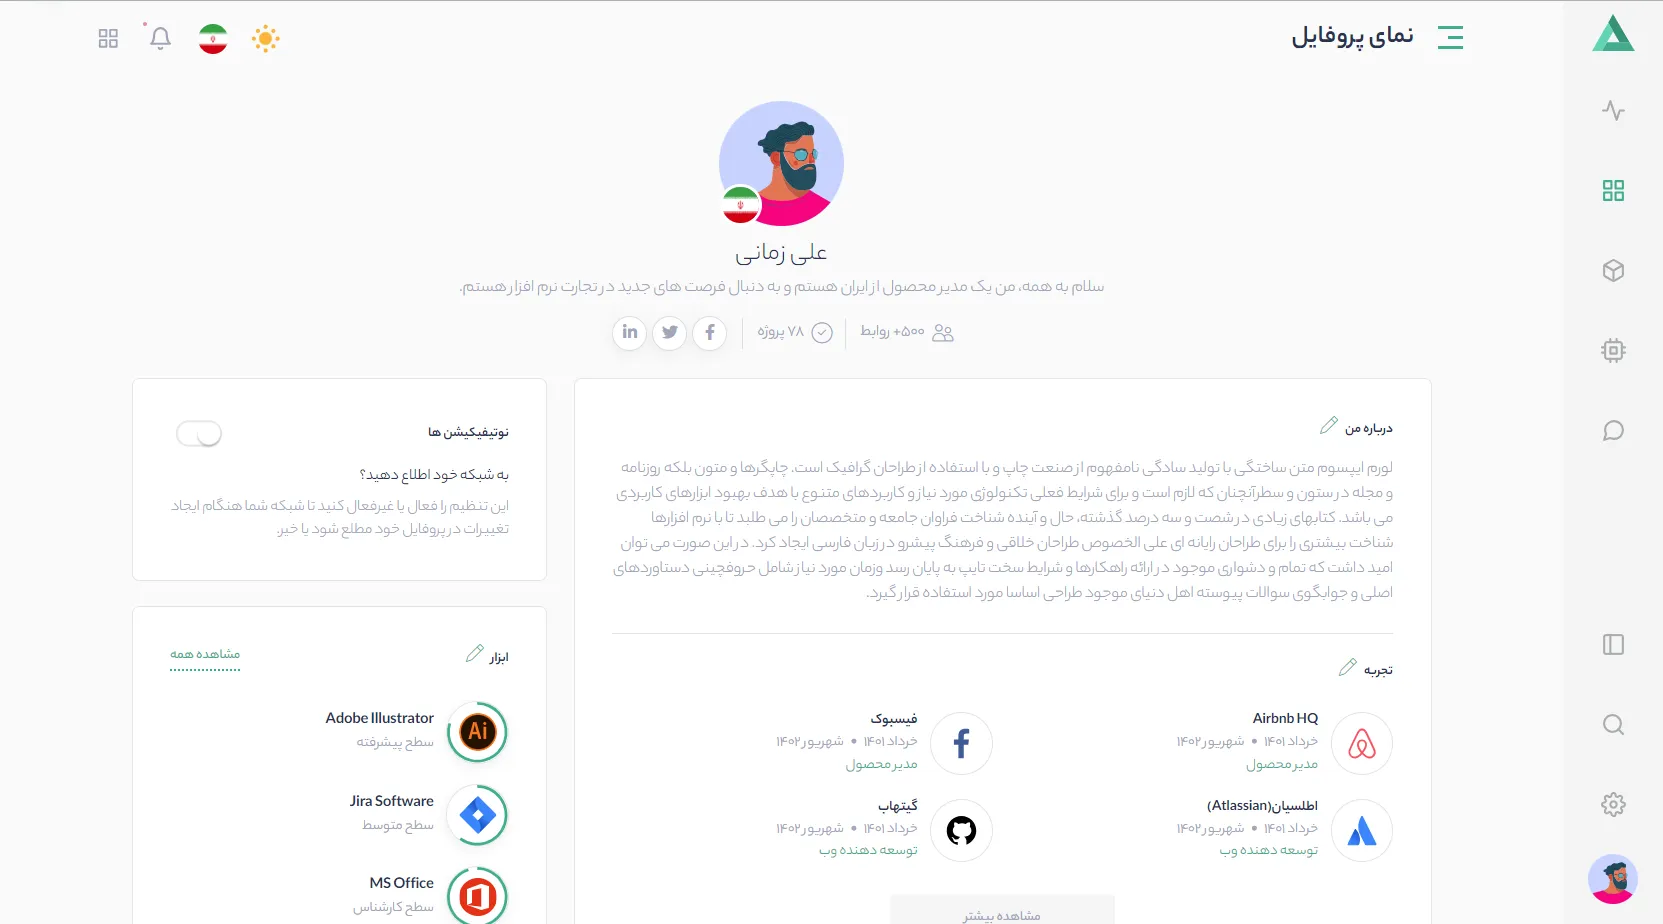 نمای پروفایل
علی زمانی
سلام به همه، من یک مدیر محصول از ایران هستم و به دنبال فرصت های جدید در تجارت نرم افزار هستم.
۵۰۰+ روابط
۷۸ پروژه
درباره من
لورم ایپسوم متن ساختگی با تولید سادگی نامفهوم از صنعت چاپ و با استفاده از طراحان گرافیک است. چاپگرها و متون بلکه روزنامه
و مجله در ستون و سطرآنچنان که لازم است و برای شرایط فعلی تکنولوژی مورد نیاز و کاربردهای متنوع با هدف بهبود ابزارهای کاربردی
می باشد. کتابهای زیادی در شصت و سه درصد گذشته، حال و آینده شناخت فراوان جامعه و متخصصان را می طلبد تا با نرم افزارها
شناخت بیشتری را برای طراحان رایانه ای علی الخصوص طراحان خلاقی و فرهنگ پیشرو در زبان فارسی ایجاد کرد. در این صورت می توان
امید داشت که تمام و دشواری موجود در ارائه راهکارها و شرایط سخت تایپ به پایان رسد وزمان مورد نیاز شامل حروفچینی دستاوردهای
اصلی و جوابگوی سوالات پیوسته اهل دنیای موجود طراحی اساسا مورد استفاده قرار گیرد.
تجربه
Airbnb HQ
خرداد ۱۴۰۱ • شهریور ۱۴۰۲
مدیر محصول
فیسبوک
خرداد ۱۴۰۱ • شهریور ۱۴۰۲
مدیر محصول
اطلسیان(Atlassian)
خرداد ۱۴۰۱ • شهریور ۱۴۰۲
توسعه دهنده وب
گیتهاب
خرداد ۱۴۰۱ • شهریور ۱۴۰۲
توسعه دهنده وب
مشاهده بیشتر
نوتیفیکیشن ها
به شبکه خود اطلاع دهید؟
این تنظیم را فعال یا غیرفعال کنید تا شبکه شما هنگام ایجاد
تغییرات در پروفایل خود مطلع شود یا خیر.
ابزار
مشاهده همه
Ai
Adobe Illustrator
سطح پیشرفته
Jira Software
سطح متوسط
MS Office
سطح کارشناس